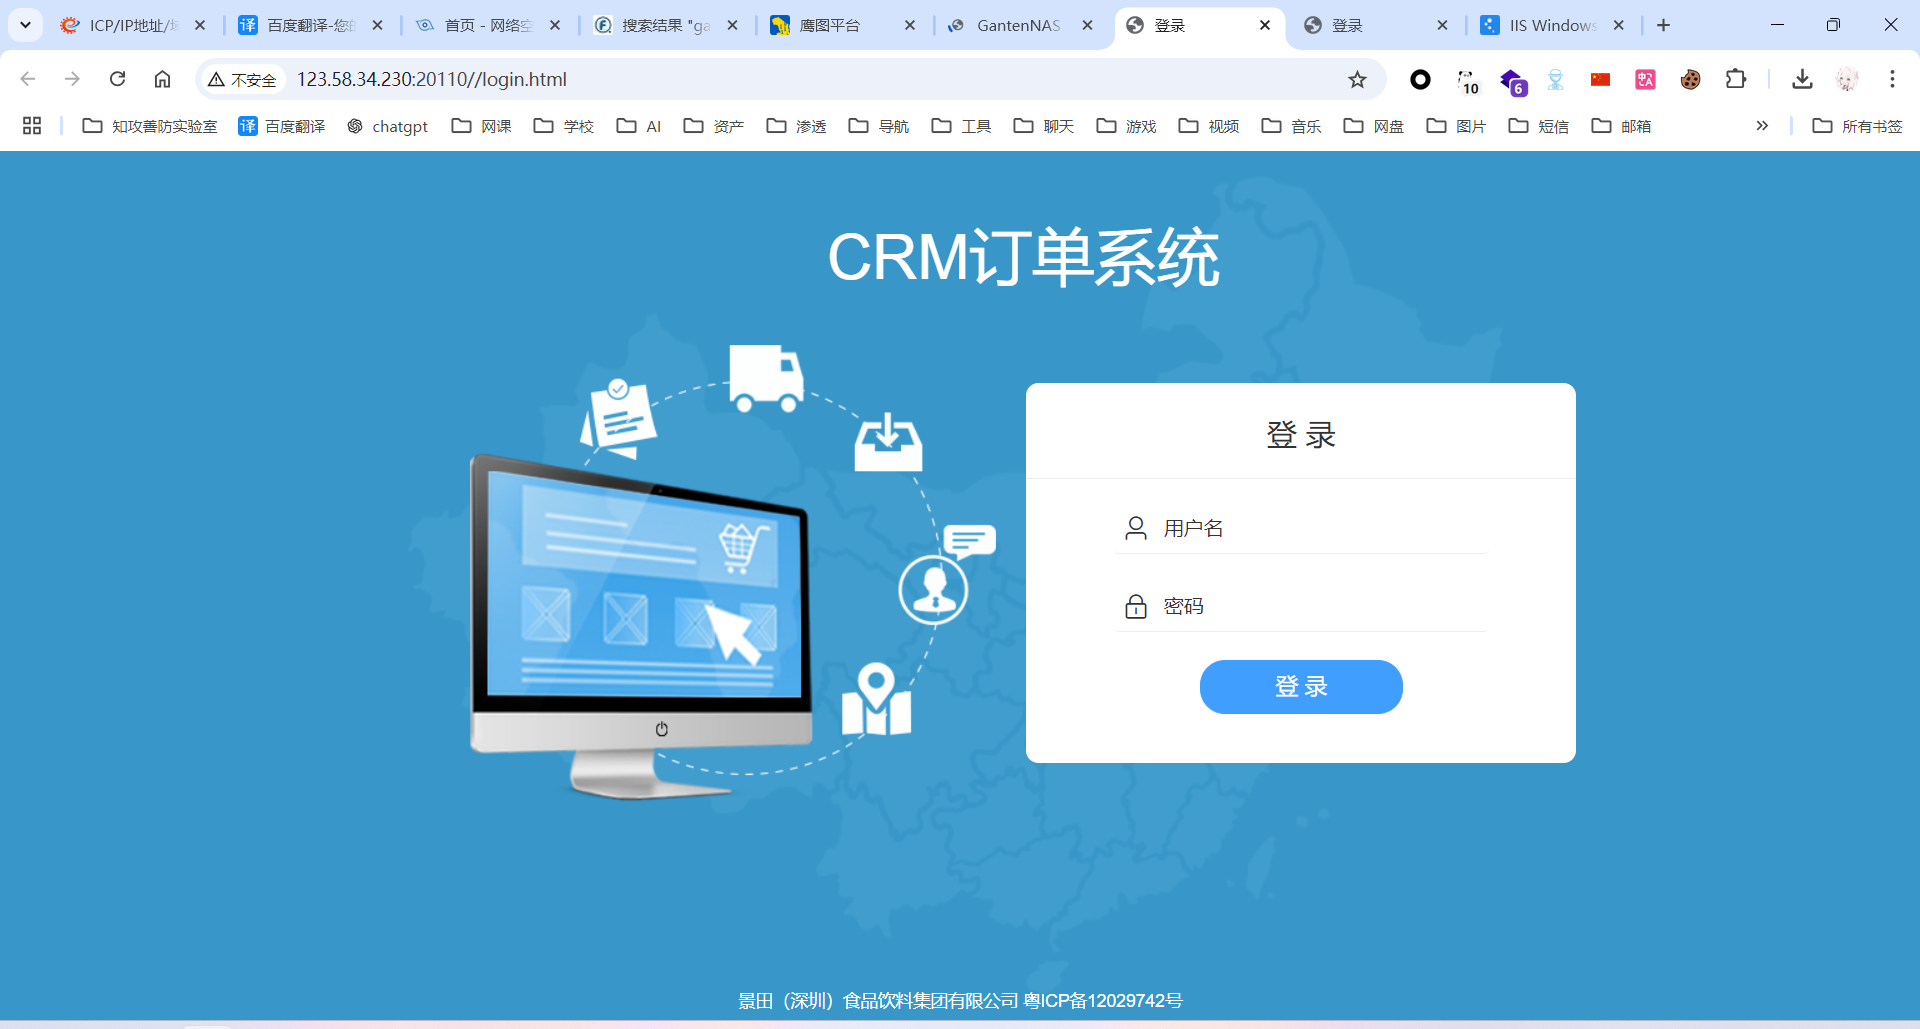 ICP/IP地址/
百度翻译-您的
首页 - 网络空
搜索结果 "ga
鹰图平台
GantenNAS
登录
登录
IIS Windows
不安全
123.58.34.230:20110//login.html
10
6
知攻善防实验室
译 百度翻译
chatgpt
网课
学校
AI
资产
渗透
导航
工具
聊天
游戏
视频
音乐
网盘
图片
短信
邮箱
所有书签
CRM订单系统
登 录
用户名
密码
登 录
景田（深圳）食品饮料集团有限公司 粤ICP备12029742号